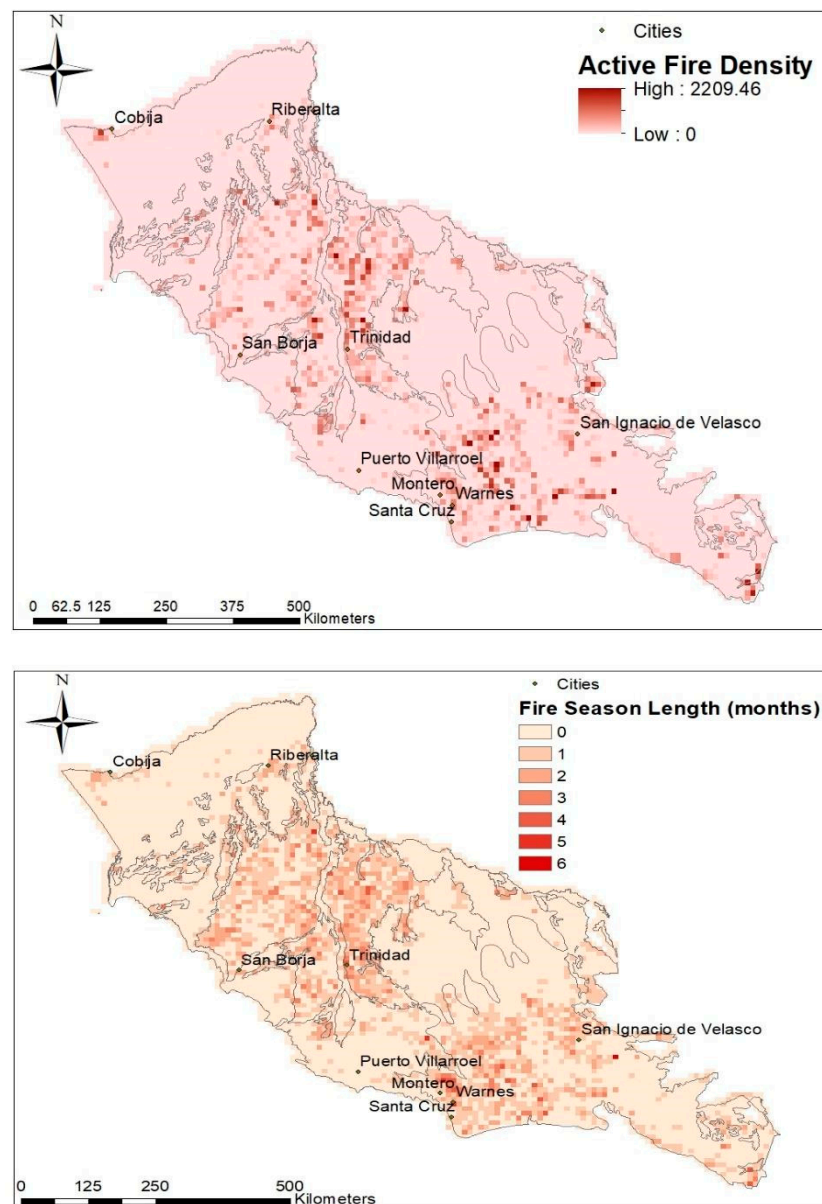 N
Cities
Active Fire Density
High : 2209.46
Low : 0
Cobija
Riberalta
San Borja
Trinidad
San Ignacio de Velasco
Puerto Villarroel
Montero
Warnes
Santa Cruz
0 62.5 125 250 375 500
Kilometers
N
Cities
Fire Season Length (months)
0
1
2
3
4
5
6
Cobija
Riberalta
San Borja
Trinidad
San Ignacio de Velasco
Puerto Villarroel
Montero
Warnes
Santa Cruz
0 125 250 500
Kilometers